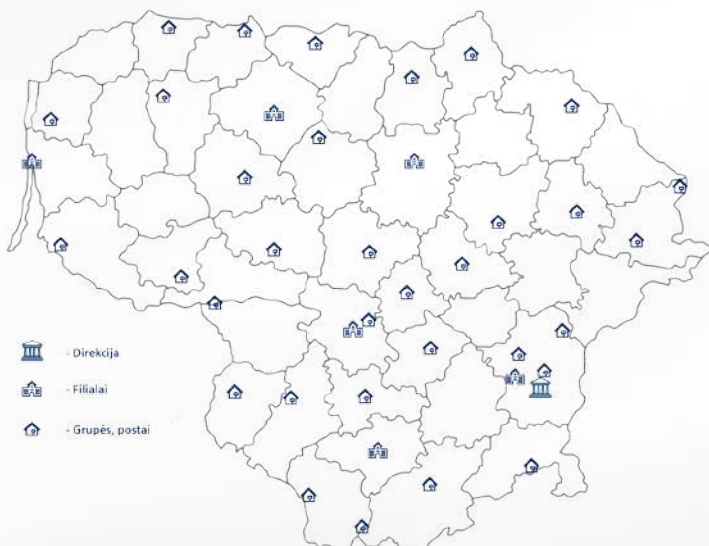 - Direkcija
- Filialai
- Grupės, postai